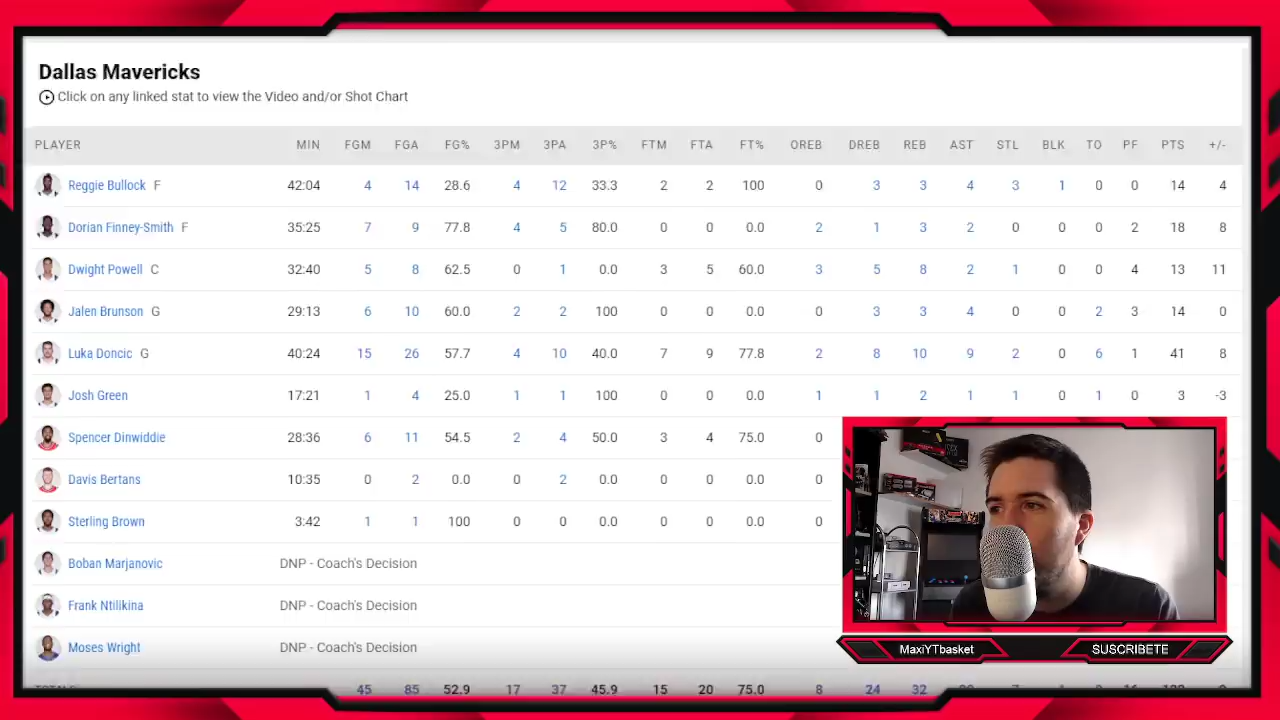 Dallas Mavericks
Click on any linked stat to view the Video and/or Shot Chart
PLAYER MIN FGM FGA FG% 3PM 3PA 3P% FTM FTA FT% OREB DREB REB AST STL BLK TO PF PTS +/-
Reggie Bullock F 42:04 4 14 28.6 4 12 33.3 2 2 100 0 3 3 4 3 1 0 0 14 4
Dorian Finney-Smith F 35:25 7 9 77.8 4 5 80.0 0 0 0.0 2 1 3 2 0 0 0 2 18 8
Dwight Powell C 32:40 5 8 62.5 0 1 0.0 3 5 60.0 3 5 8 2 1 0 0 4 13 11
Jalen Brunson G 29:13 6 10 60.0 2 2 100 0 0 0.0 0 3 3 4 0 0 2 3 14 0
Luka Doncic G 40:24 15 26 57.7 4 10 40.0 7 9 77.8 2 8 10 9 2 0 6 1 41 8
Josh Green 17:21 1 4 25.0 1 1 100 0 0 0.0 1 1 2 1 1 0 1 0 3 -3
Spencer Dinwiddie 28:36 6 11 54.5 2 4 50.0 3 4 75.0 0
Davis Bertans 10:35 0 2 0.0 0 2 0.0 0 0 0.0 0
Sterling Brown 3:42 1 1 100 0 0 0.0 0 0 0.0 0
Boban Marjanovic DNP - Coach's Decision
Frank Ntilikina DNP - Coach's Decision
Moses Wright DNP - Coach's Decision
45 85 52.9 17 37 45.9 15 20 75.0 8 24 32
MaxiYTbasket SUSCRIBETE